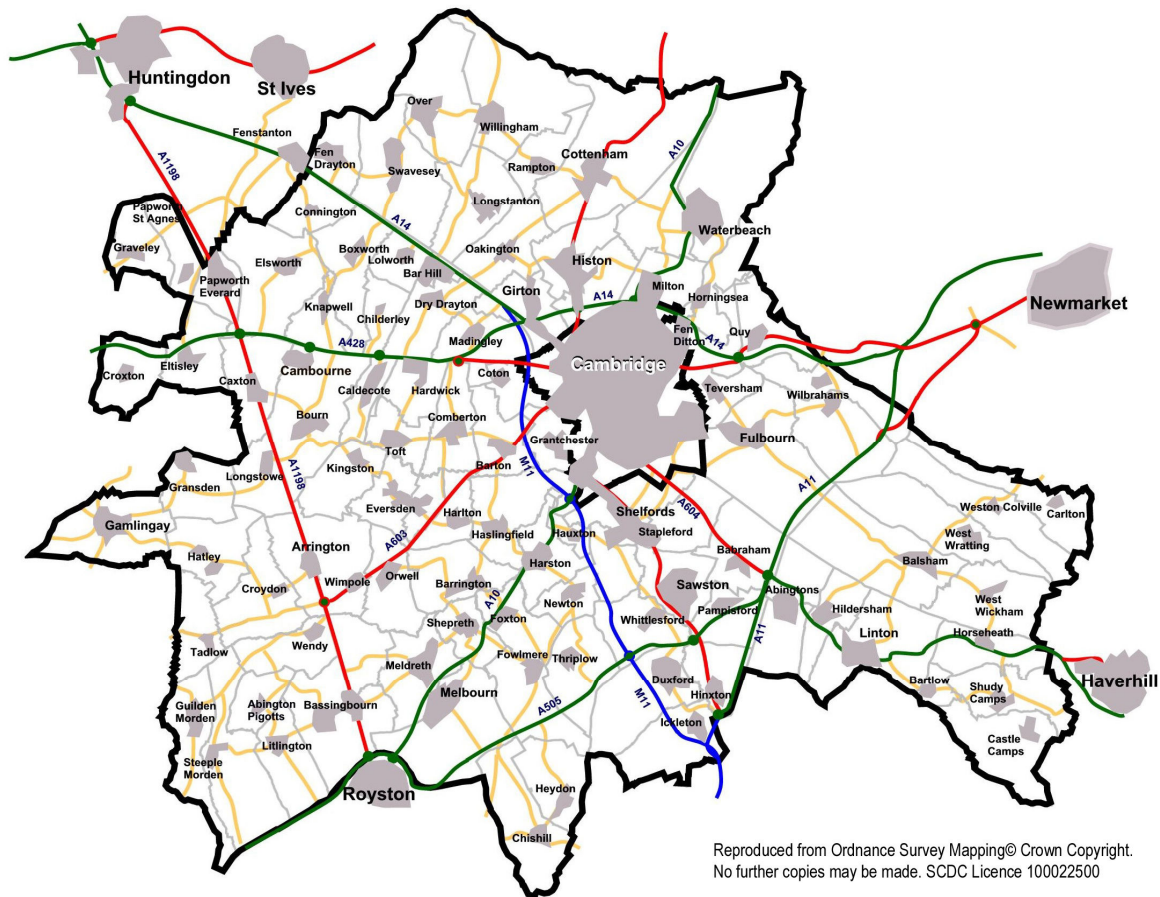 Huntingdon
St Ives
Over
Willingham
Fenstanton
Fen
Drayton
Cottenham
A10
A1198
Swavesey
Rampton
Longstanton
Papworth
St Agnes
Connington
A14
Waterbeach
Graveley
Boxworth
Lolworth
Oakington
Histon
Elsworth
Bar Hill
Papworth
Everard
Girton
Milton
Knapwell
Dry Drayton
A14
Horningsea
Newmarket
Childerley
Madingley
Fen
Ditton
A14
Quy
A428
Croxton
Eltisley
Cambourne
Coton
Cambridge
Caxton
Caldecote
Hardwick
Teversham
Wilbrahams
Bourn
Comberton
Toft
Grantchester
Fulbourn
Longstowe
Kingston
Barton
M11
Gransden
A1198
A11
Eversden
A604
Weston Colville
Carlton
Gamlingay
Harlton
Shelfords
Haslingfield
Hauxton
Stapleford
West
Wratting
Hatley
Arrington
A603
Babraham
Balsham
Harston
Croydon
Wimpole
Orwell
Barrington
Sawston
Abingtons
West
Wickham
A10
Newton
Pampisford
Hildersham
Shepreth
Foxton
Whittlesford
A11
Linton
Horseheath
Tadlow
Wendy
Meldreth
Fowlmere
Thriplow
Duxford
Bartlow
Shudy
Camps
Haverhill
Melbourn
Hinxton
Guilden
Morden
Abington
Pigotts
Bassingbourn
A505
M11
Ickleton
Litlington
Castle
Camps
Steeple
Morden
Royston
Heydon
Chishill
Reproduced from Ordnance Survey Mapping© Crown Copyright.
No further copies may be made. SCDC Licence 100022500